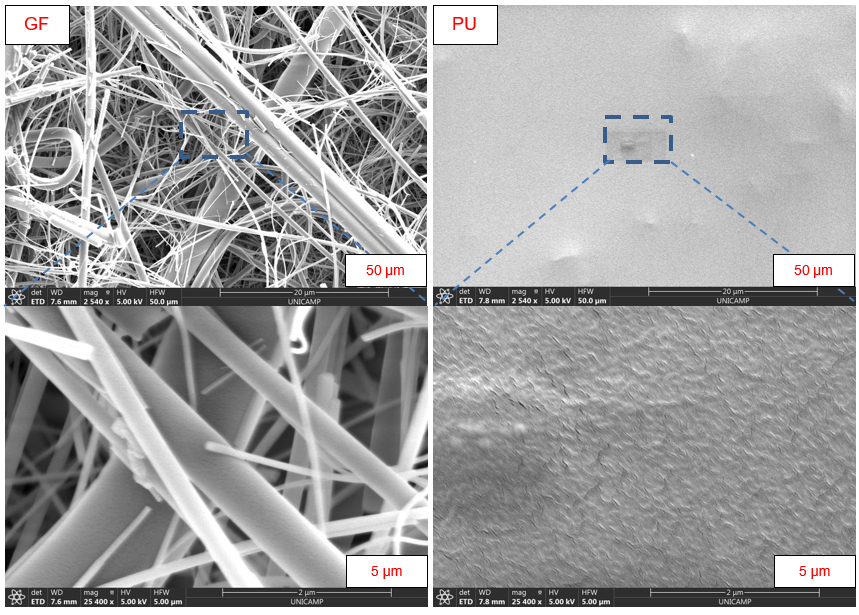 GF
PU
50 µm
50 µm
det WD mag HV HFW 20 µm
ETD 7.6 mm 2 540 x 5.00 kV 50.0 µm UNICAMP
det WD mag HV HFW 20 µm
ETD 7.8 mm 2 540 x 5.00 kV 50.0 µm UNICAMP
5 µm
5 µm
det WD mag HV HFW 2 µm
ETD 7.6 mm 25 400 x 5.00 kV 5.00 µm UNICAMP
det WD mag HV HFW 2 µm
ETD 7.8 mm 25 400 x 5.00 kV 5.00 µm UNICAMP